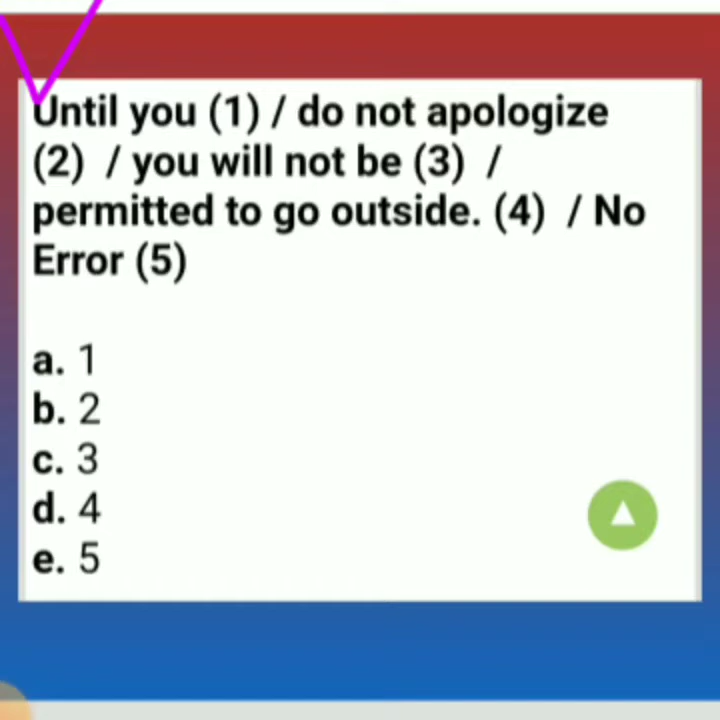 Until you (1) / do not apologize
(2) / you will not be (3) /
permitted to go outside. (4) / No
Error (5)
a. 1
b. 2
c. 3
d. 4
e. 5